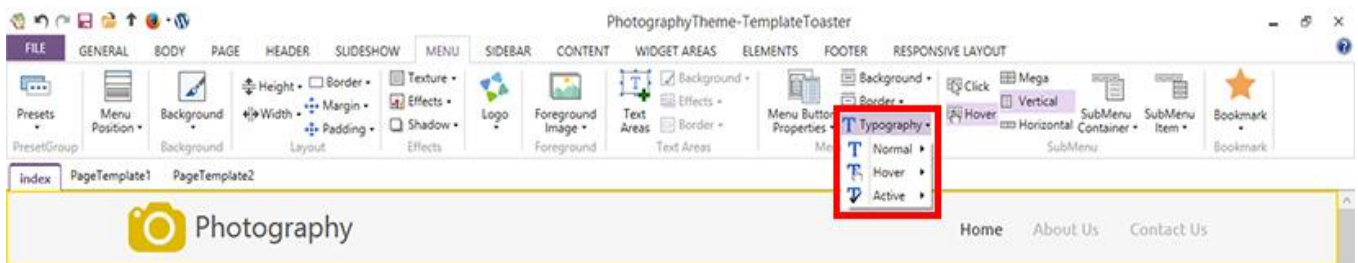 PhotographyTheme-TemplateToaster
FILE GENERAL BODY PAGE HEADER SLIDESHOW MENU SIDEBAR CONTENT WIDGET AREAS ELEMENTS FOOTER RESPONSIVE LAYOUT
Presets
Menu Position
Background
Height
Width
Border
Margin
Padding
Texture
Effects
Shadow
Logo
Foreground Image
Text Areas
Background
Effects
Border
Menu Button Properties
Background
Border
Typography
Normal
Hover
Active
Click
Hover
Mega
Vertical
Horizontal
SubMenu Container
SubMenu Item
Bookmark
PresetGroup Background Layout Effects Foreground Text Areas SubMenu Bookmark
index PageTemplate1 PageTemplate2
Photography Home About Us Contact Us